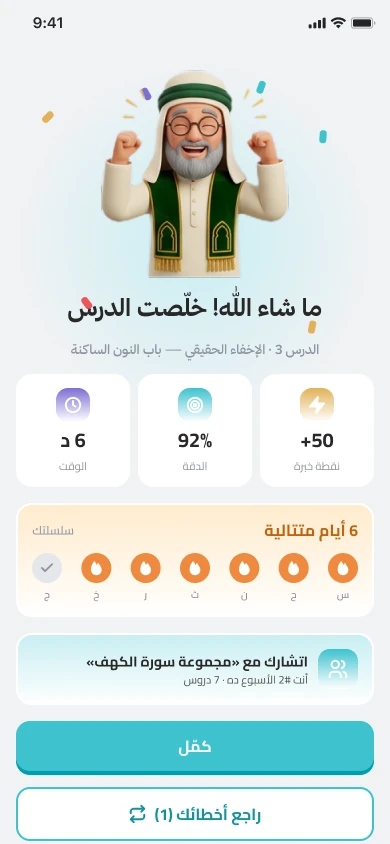 9:41
ما شاء الله! خلّصت الدرس
الدرس 3 · الإخفاء الحقيقي — باب النون الساكنة
+50
نقطة خبرة
92%
الدقة
6 د
الوقت
6 أيام متتالية
سلسلتك
س
ح
ن
ث
ر
خ
ج
اتشارك مع «مجموعة سورة الكهف»
أنت #2 الأسبوع ده · 7 دروس
كمّل
راجع أخطائك (1)